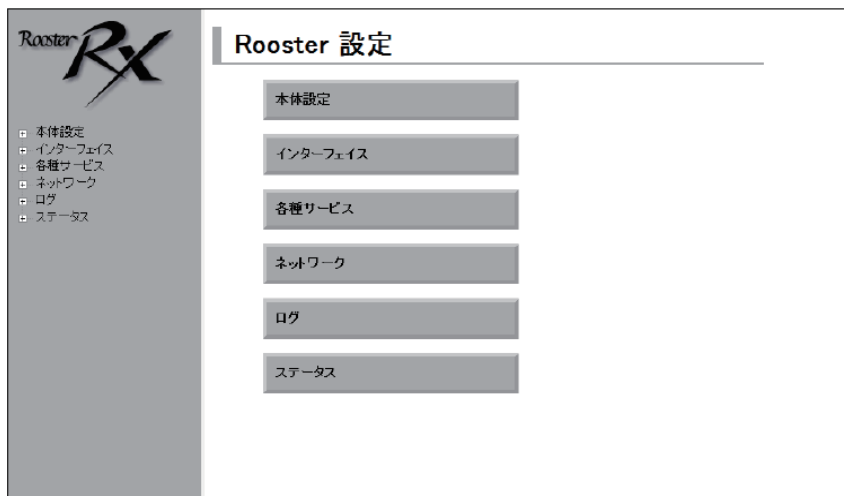 Rooster RX
本体設定
インターフェイス
各種サービス
ネットワーク
ログ
ステータス
Rooster 設定
本体設定
インターフェイス
各種サービス
ネットワーク
ログ
ステータス